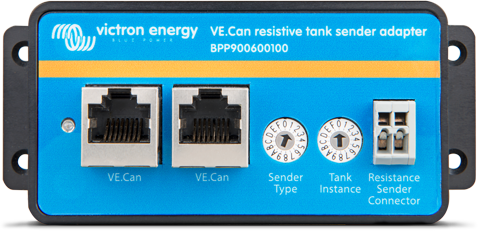 victron energy
BLUE POWER
VE.Can resistive tank sender adapter
BPP900600100
VE.Can
VE.Can
Sender
Type
Tank
Instance
Resistance
Sender
Connector